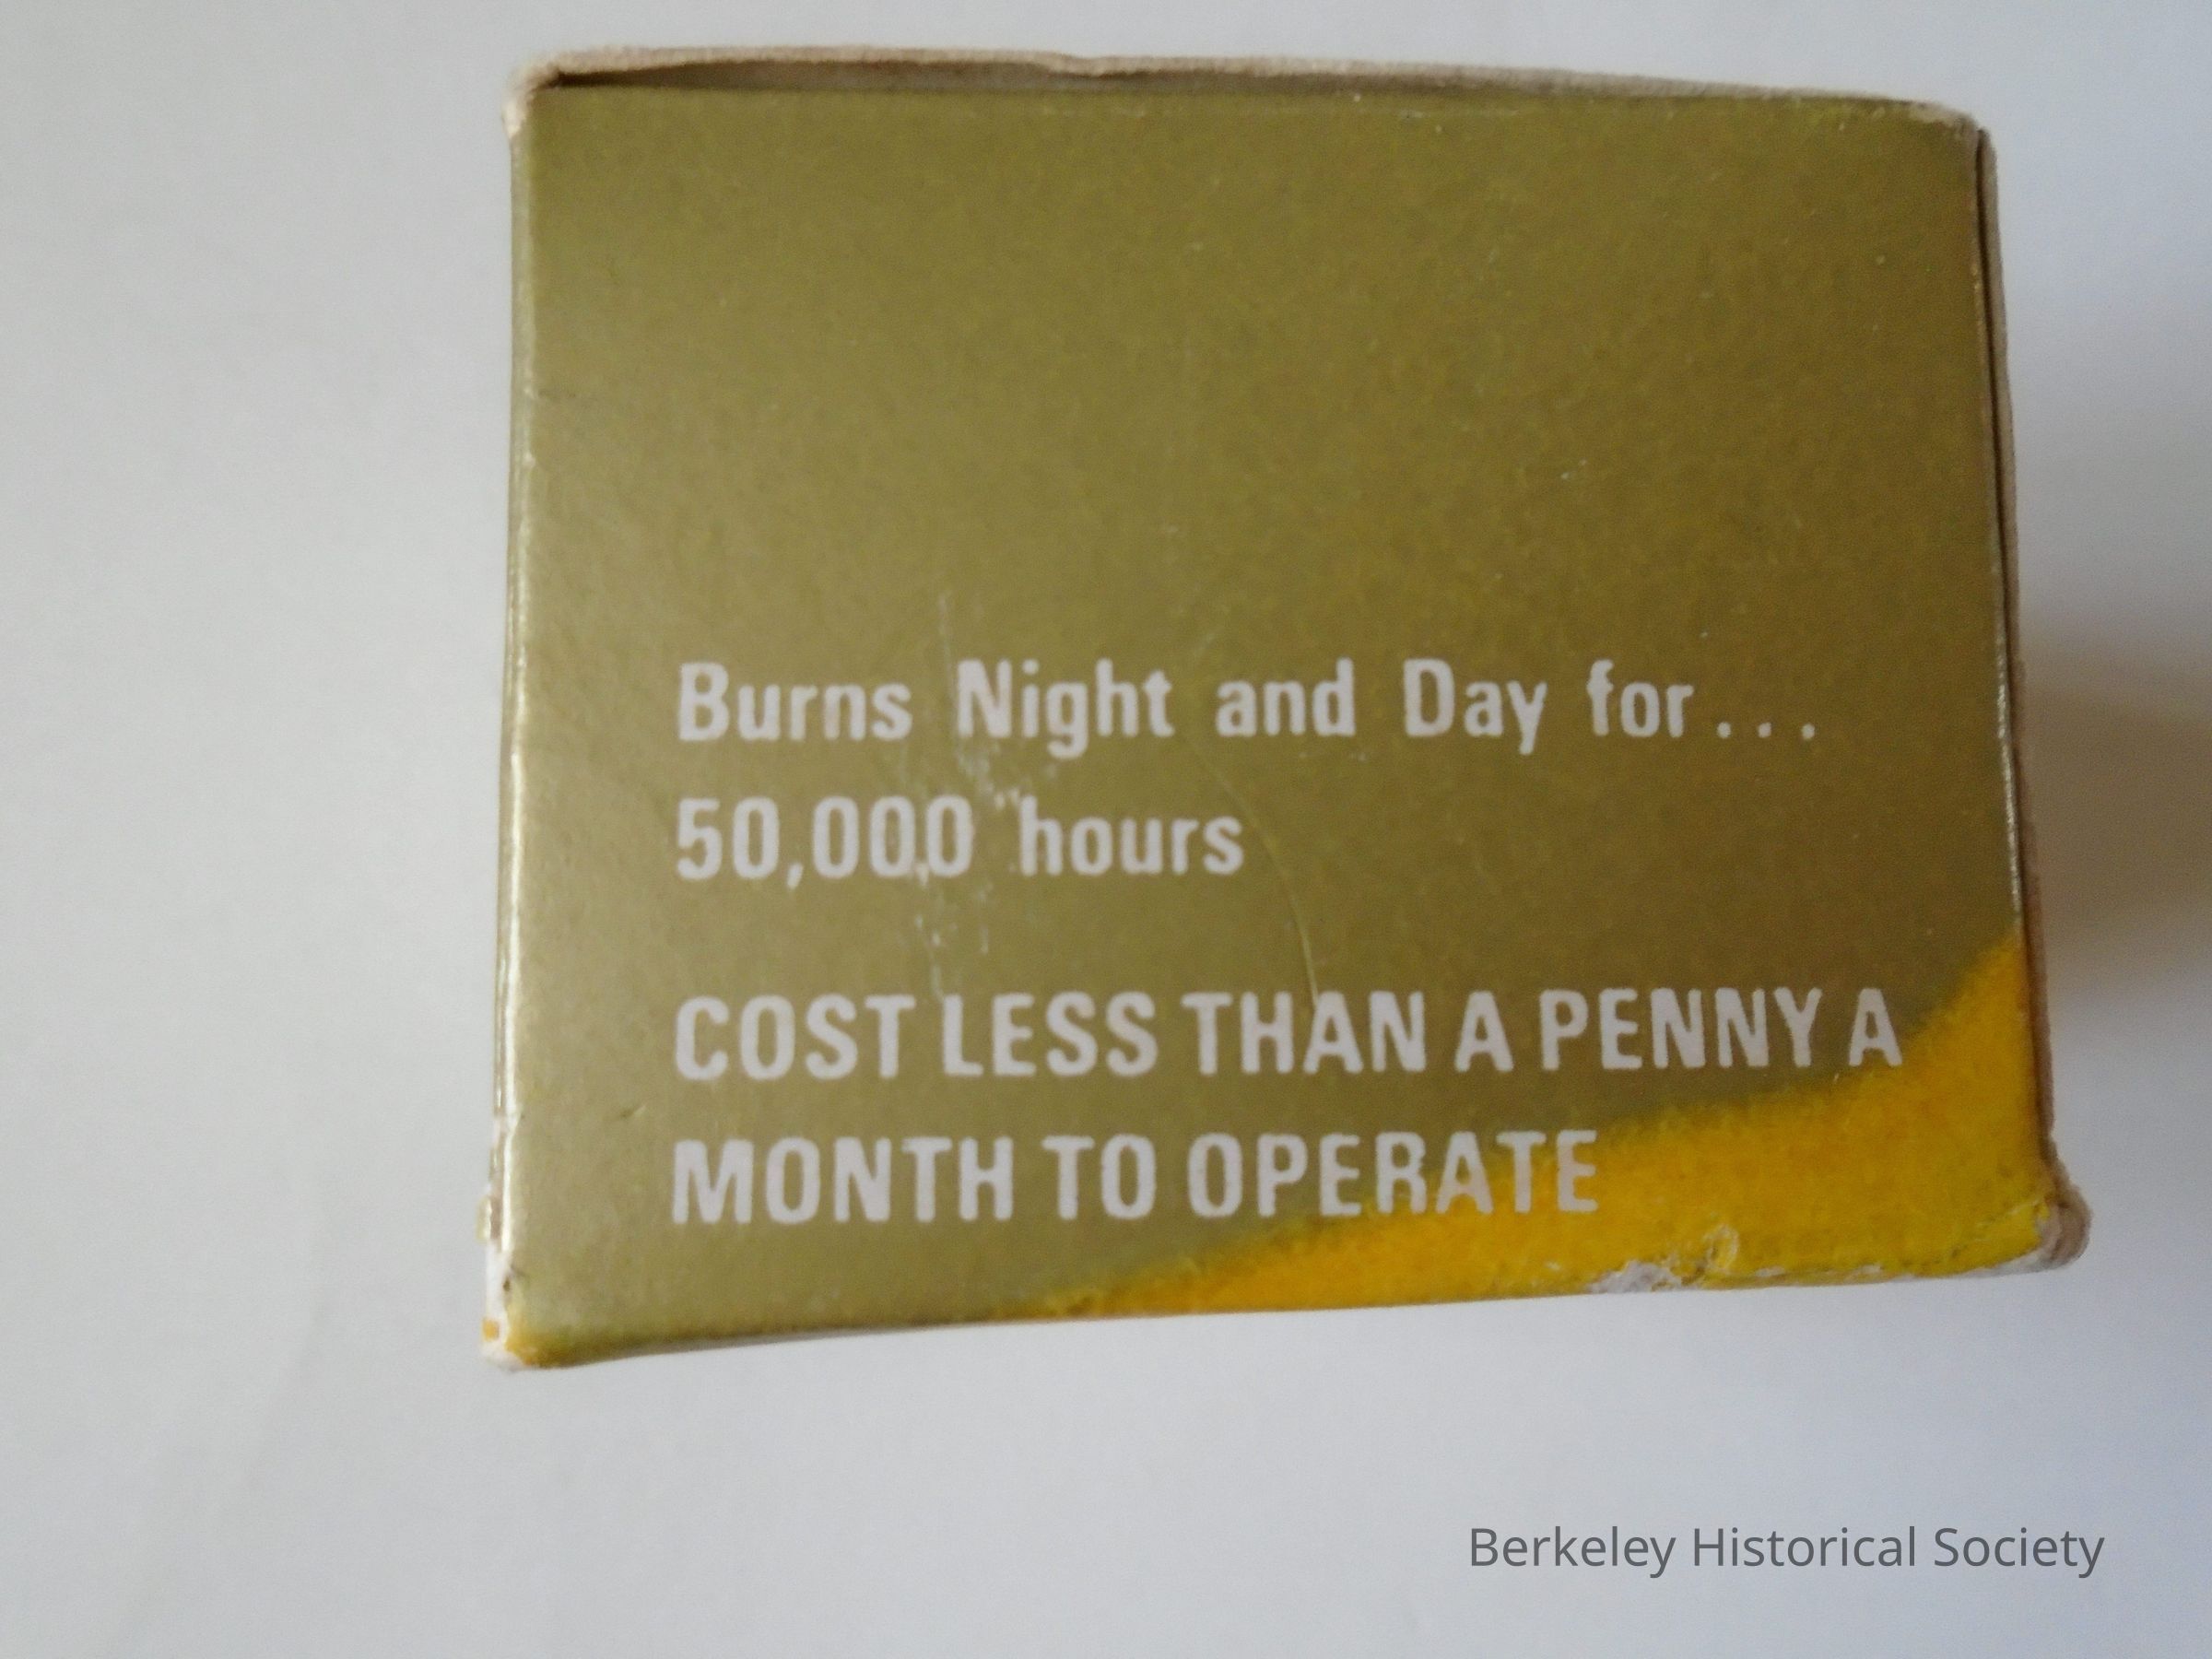 Burns Night and Day for...
50,000 hours
COST LESS THAN A PENNY A
MONTH TO OPERATE
Berkeley Historical Society